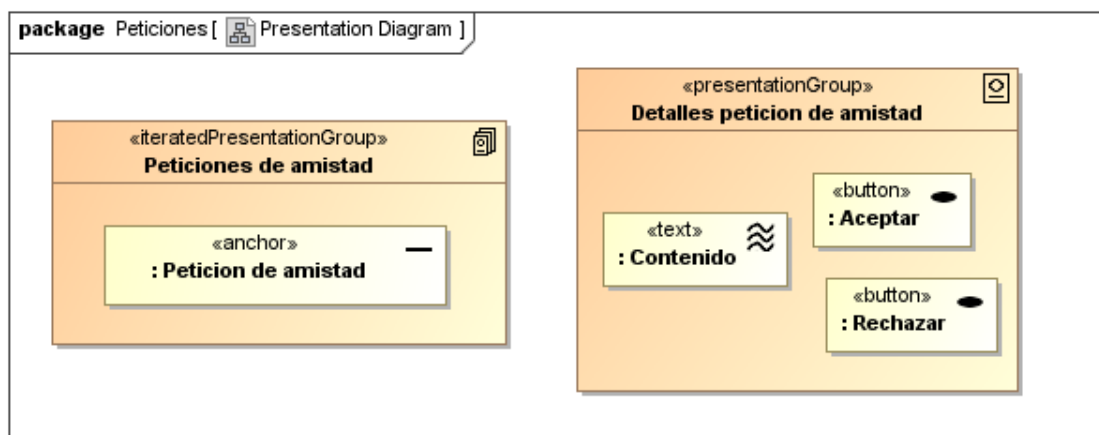 package Peticiones [ Presentation Diagram ]
«iteratedPresentationGroup»
Peticiones de amistad
«anchor»
: Peticion de amistad
«presentationGroup»
Detalles peticion de amistad
«text»
: Contenido
«button»
: Aceptar
«button»
: Rechazar